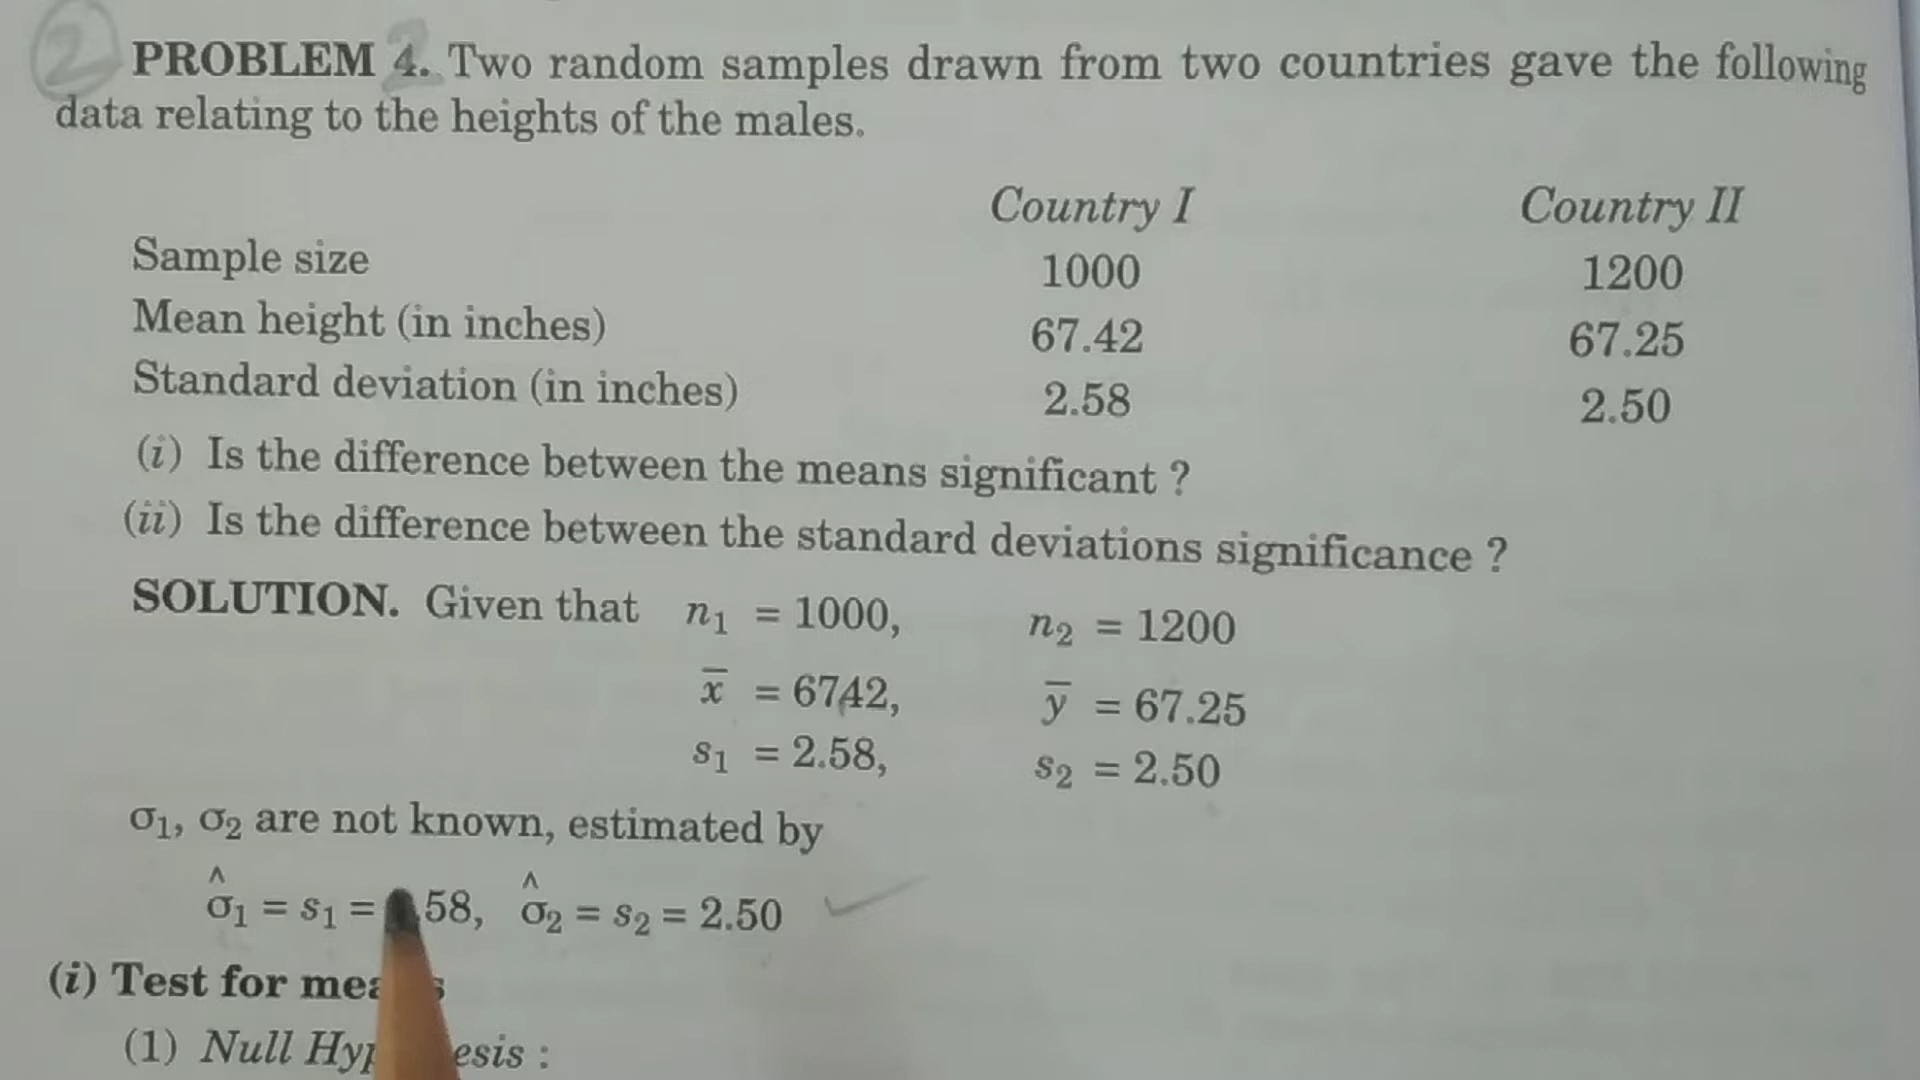 2
PROBLEM 4. Two random samples drawn from two countries gave the following
data relating to the heights of the males.
Country I Country II
Sample size 1000 1200
Mean height (in inches) 67.42 67.25
Standard deviation (in inches) 2.58 2.50
(i) Is the difference between the means significant ?
(ii) Is the difference between the standard deviations significance ?
SOLUTION. Given that n₁ = 1000, n₂ = 1200
x̄ = 6742, ȳ = 67.25
s₁ = 2.58, s₂ = 2.50
σ₁, σ₂ are not known, estimated by
σ̂₁ = s₁ = .58, σ̂₂ = s₂ = 2.50
(i) Test for
(1) Null